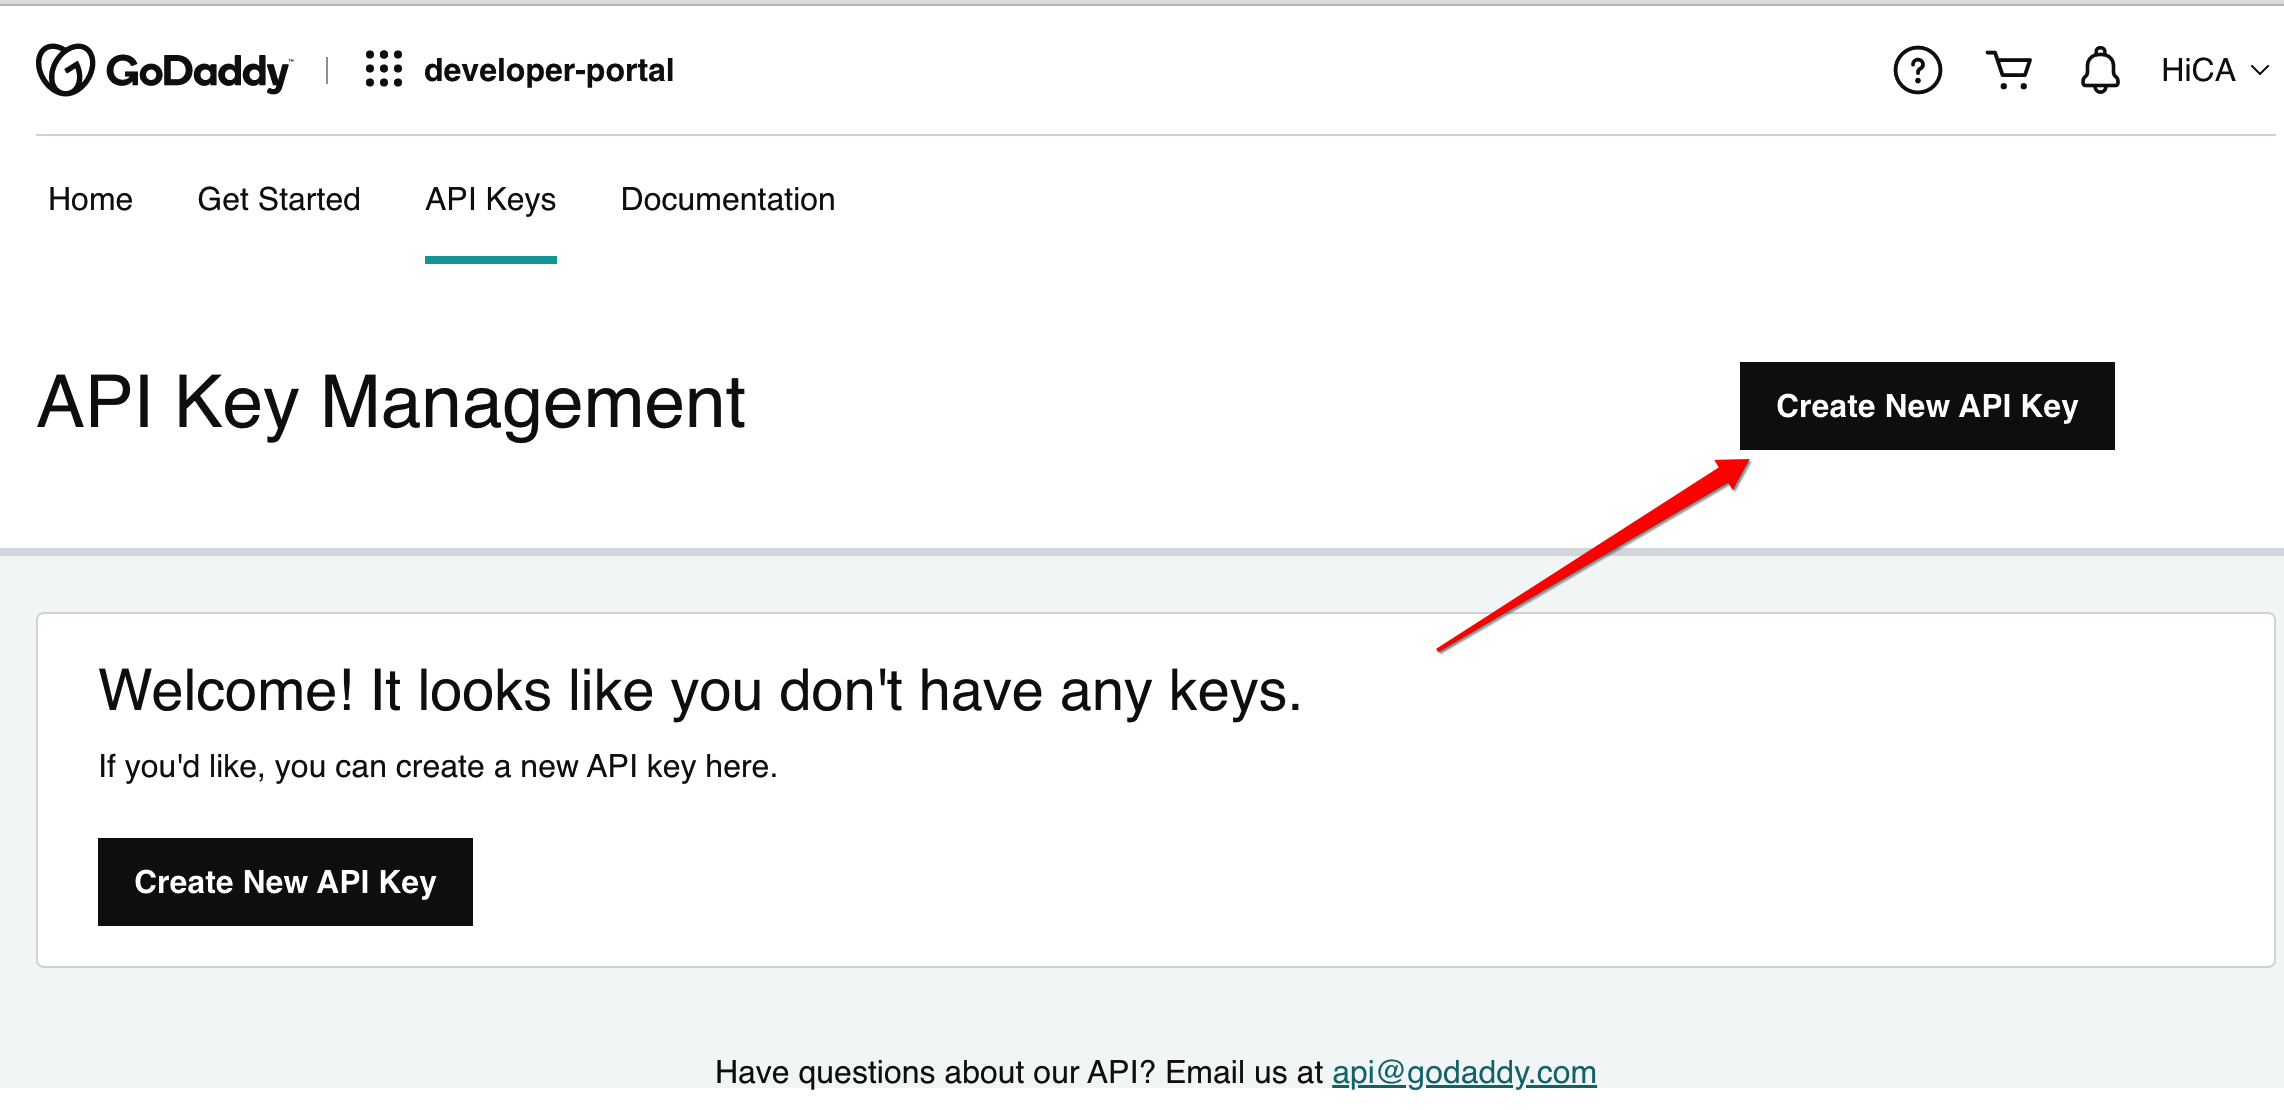 GoDaddy™ developer-portal HiCA
Home Get Started API Keys Documentation
API Key Management Create New API Key
Welcome! It looks like you don't have any keys.
If you'd like, you can create a new API key here.
Create New API Key
Have questions about our API? Email us at api@godaddy.com